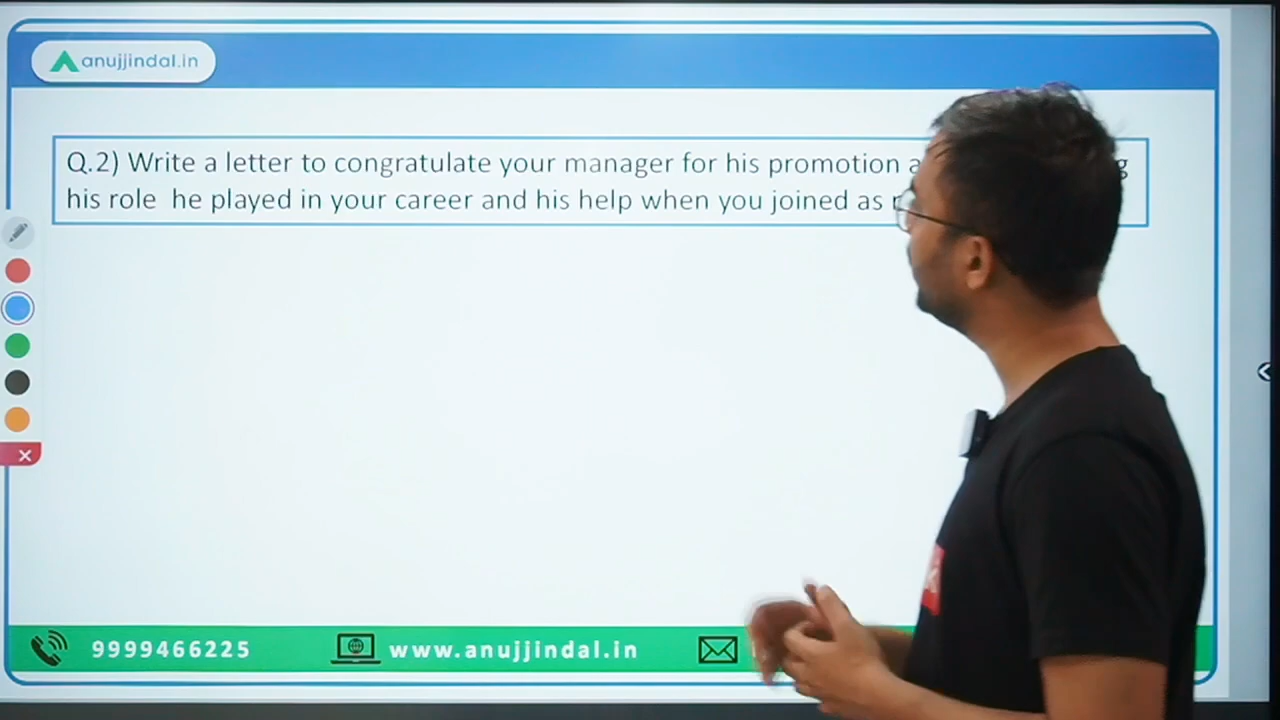 anujjindal.in
Q.2) Write a letter to congratulate your manager for his promotion
his role he played in your career and his help when you joined as
9999466225
www.anujjindal.in